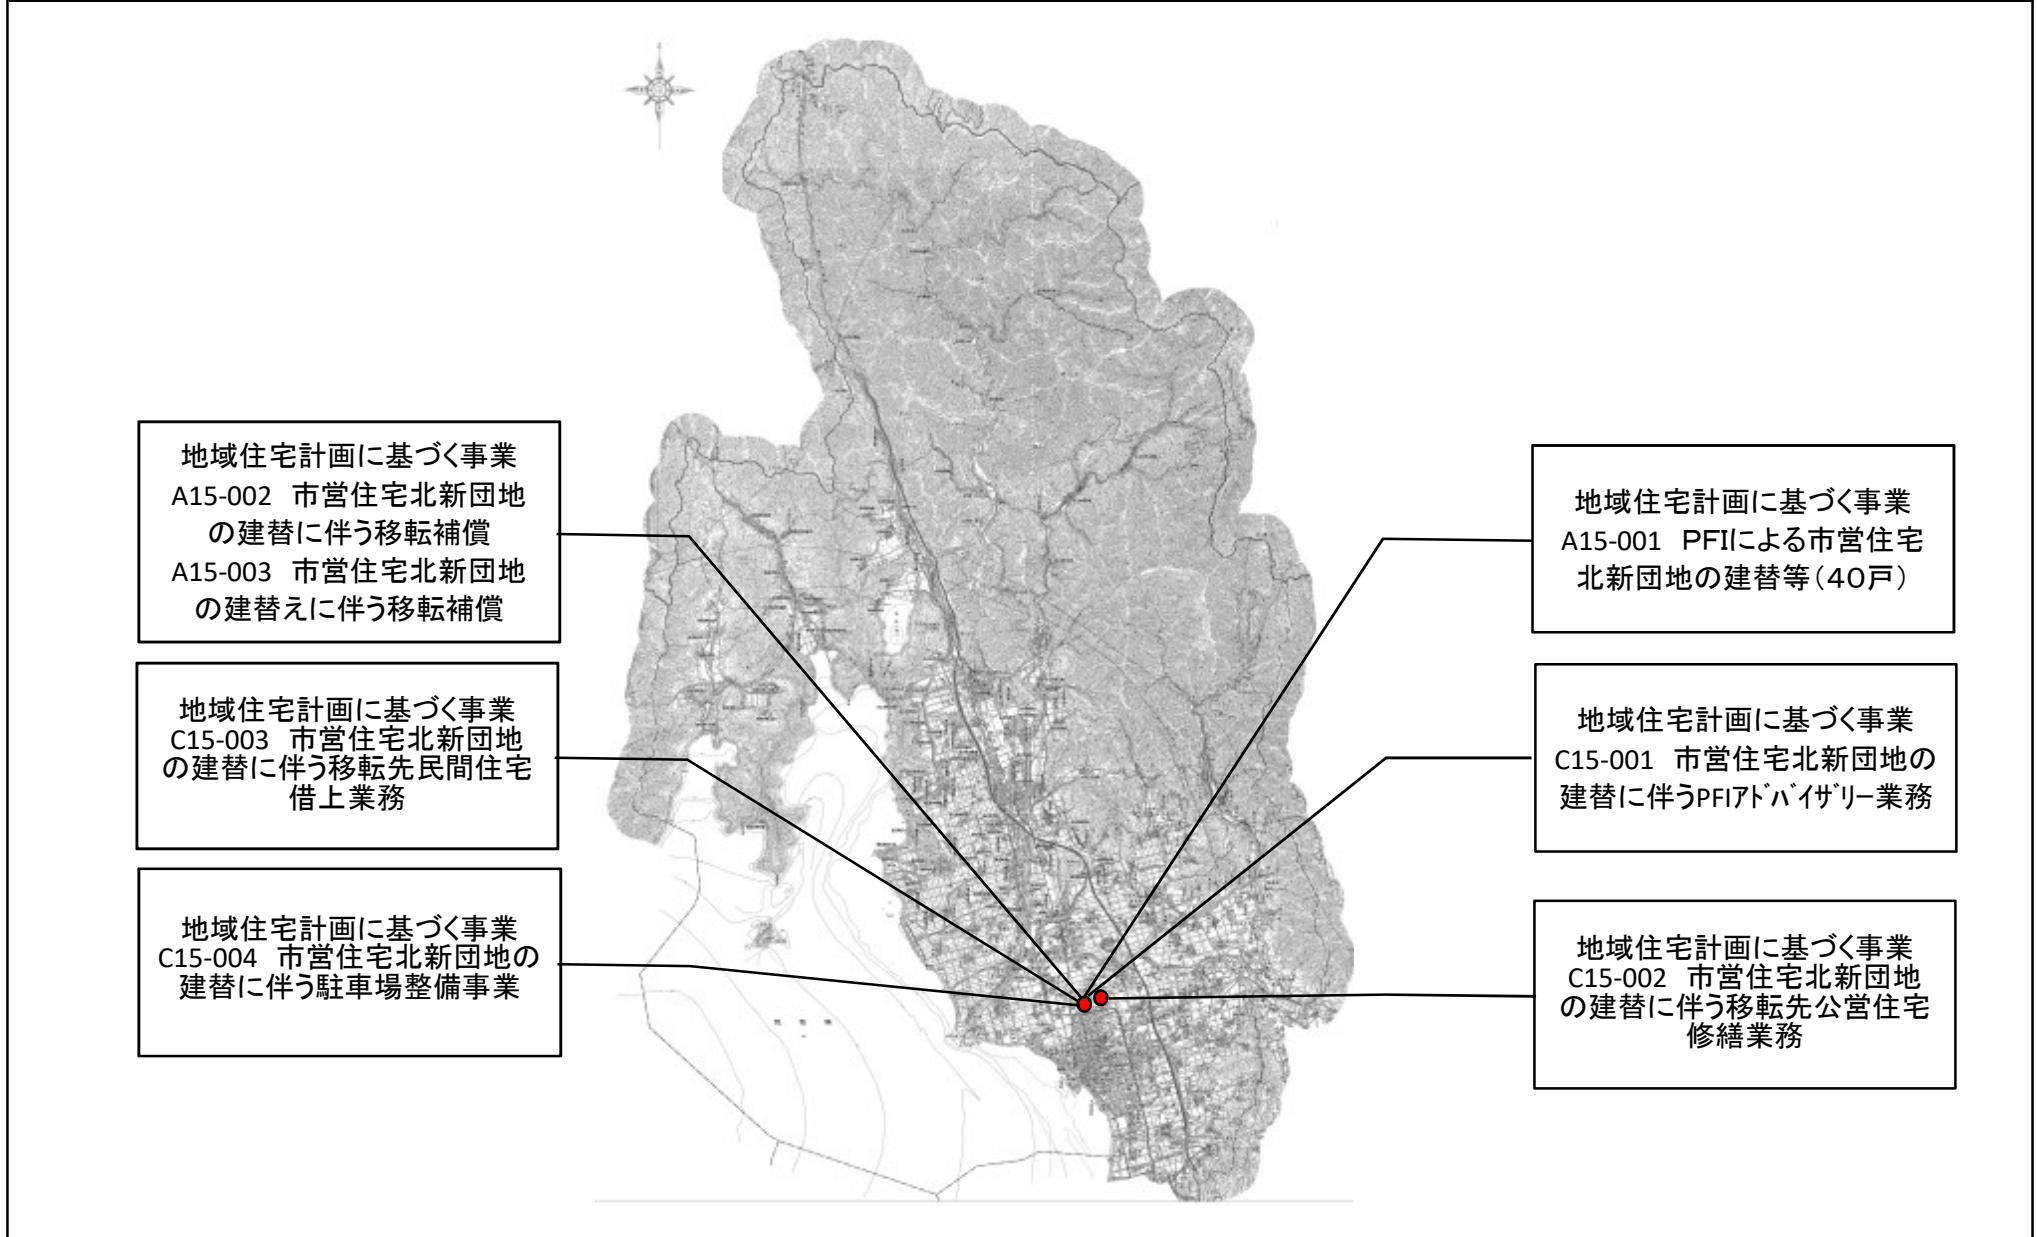 地域住宅計画に基づく事業
A15-002 市営住宅北新団地
の建替に伴う移転補償
A15-003 市営住宅北新団地
の建替えに伴う移転補償
地域住宅計画に基づく事業
C15-003 市営住宅北新団地
の建替に伴う移転先民間住宅
借上業務
地域住宅計画に基づく事業
C15-004 市営住宅北新団地の
建替に伴う駐車場整備事業
地域住宅計画に基づく事業
A15-001 PFIによる市営住宅
北新団地の建替等(40戸)
地域住宅計画に基づく事業
C15-001 市営住宅北新団地の
建替に伴うPFIｱﾄﾞﾊﾞｲｻﾞﾘｰ業務
地域住宅計画に基づく事業
C15-002 市営住宅北新団地
の建替に伴う移転先公営住宅
修繕業務